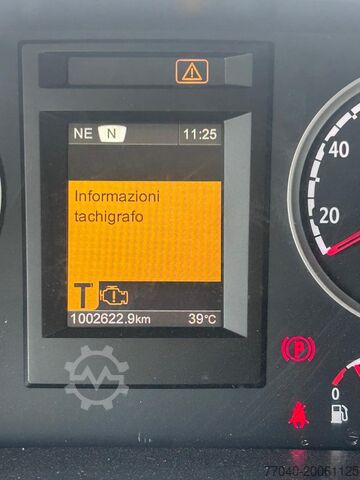 NE N 11:25
Informazioni
tachigrafo
T
1002622.9km 39°C
40
20
P
0
77040-20061125